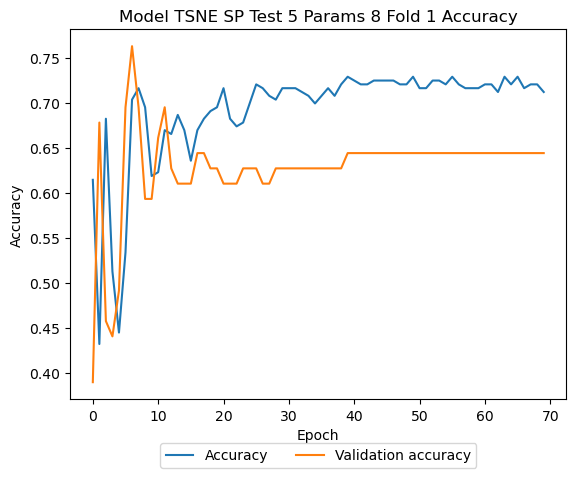 Model TSNE SP Test 5 Params 8 Fold 1 Accuracy
Accuracy
0.75
0.70
0.65
0.60
0.55
0.50
0.45
0.40
0 10 20 30 40 50 60 70
Epoch
Accuracy Validation accuracy